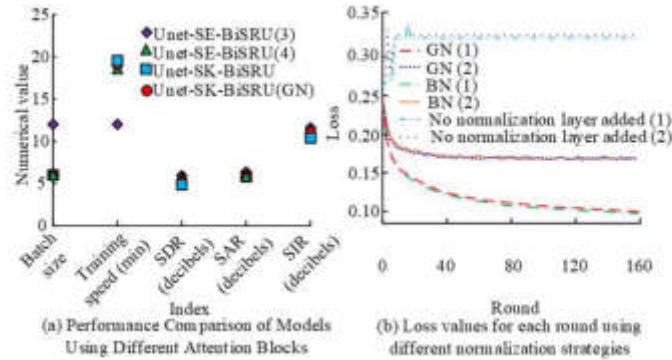 25
20
15
10
5
0
Numerical value
Unet-SE-BiSRU(3)
Unet-SE-BiSRU(4)
Unet-SK-BiSRU
Unet-SK-BiSRU(GN)
Batch
size
Training
speed (min)
SDR
(decibels)
SAR
(decibels)
SIR
(decibels)
Index
(a) Performance Comparison of Models
Using Different Attention Blocks
0.35
0.30
0.25
0.20
0.15
0.10
Loss
GN (1)
GN (2)
BN (1)
BN (2)
No normalization layer added (1)
No normalization layer added (2)
0
40
80
120
160
Round
(b) Loss values for each round using
different normalization strategies